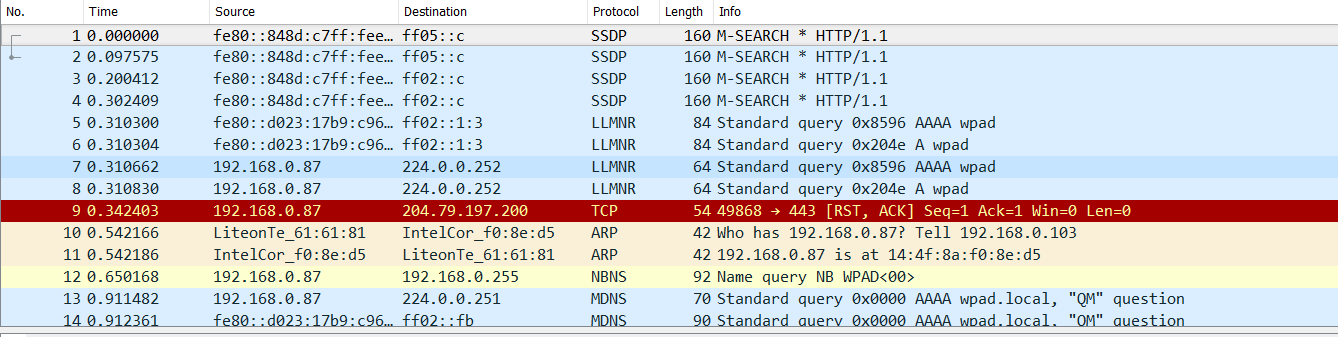 No. Time Source Destination Protocol Length Info
1 0.000000 fe80::848d:c7ff:fee… ff05::c SSDP 160 M-SEARCH * HTTP/1.1
2 0.097575 fe80::848d:c7ff:fee… ff05::c SSDP 160 M-SEARCH * HTTP/1.1
3 0.200412 fe80::848d:c7ff:fee… ff02::c SSDP 160 M-SEARCH * HTTP/1.1
4 0.302409 fe80::848d:c7ff:fee… ff02::c SSDP 160 M-SEARCH * HTTP/1.1
5 0.310300 fe80::d023:17b9:c96… ff02::1:3 LLMNR 84 Standard query 0x8596 AAAA wpad
6 0.310304 fe80::d023:17b9:c96… ff02::1:3 LLMNR 84 Standard query 0x204e A wpad
7 0.310662 192.168.0.87 224.0.0.252 LLMNR 64 Standard query 0x8596 AAAA wpad
8 0.310830 192.168.0.87 224.0.0.252 LLMNR 64 Standard query 0x204e A wpad
9 0.342403 192.168.0.87 204.79.197.200 TCP 54 49868 → 443 [RST, ACK] Seq=1 Ack=1 Win=0 Len=0
10 0.542166 LiteonTe_61:61:81 IntelCor_f0:8e:d5 ARP 42 Who has 192.168.0.87? Tell 192.168.0.103
11 0.542186 IntelCor_f0:8e:d5 LiteonTe_61:61:81 ARP 42 192.168.0.87 is at 14:4f:8a:f0:8e:d5
12 0.650168 192.168.0.87 192.168.0.255 NBNS 92 Name query NB WPAD<00>
13 0.911482 192.168.0.87 224.0.0.251 MDNS 70 Standard query 0x0000 AAAA wpad.local, "QM" question
14 0.912361 fe80::d023:17b9:c96… ff02::fb MDNS 90 Standard query 0x0000 AAAA wpad.local, "QM" question